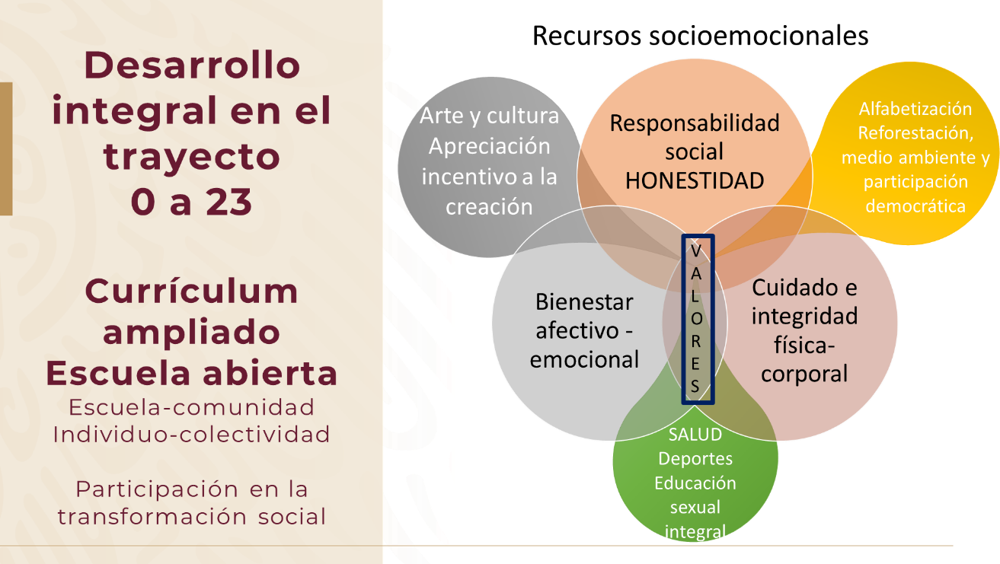 Desarrollo
integral en el
trayecto
0 a 23
Currículum
ampliado
Escuela abierta
Escuela-comunidad
Individuo-colectividad
Participación en la
transformación social
Recursos socioemocionales
Arte y cultura
Apreciación
incentivo a la
creación
Responsabilidad
social
HONESTIDAD
Alfabetización
Reforestación,
medio ambiente y
participación
democrática
Bienestar
afectivo -
emocional
V
A
L
O
R
E
S
Cuidado e
integridad
física-
corporal
SALUD
Deportes
Educación
sexual
integral